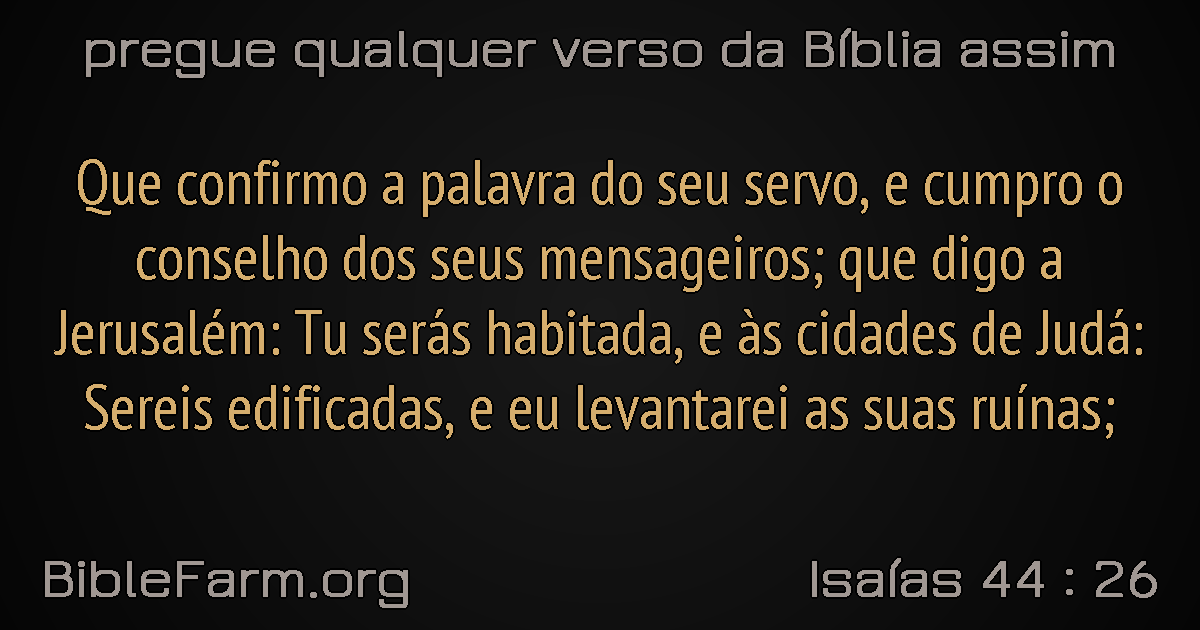 pregue qualquer verso da Bíblia assim
Que confirmo a palavra do seu servo, e cumpro o
conselho dos seus mensageiros; que digo a
Jerusalém: Tu serás habitada, e às cidades de Judá:
Sereis edificadas, e eu levantarei as suas ruínas;
BibleFarm.org
Isaías 44 : 26